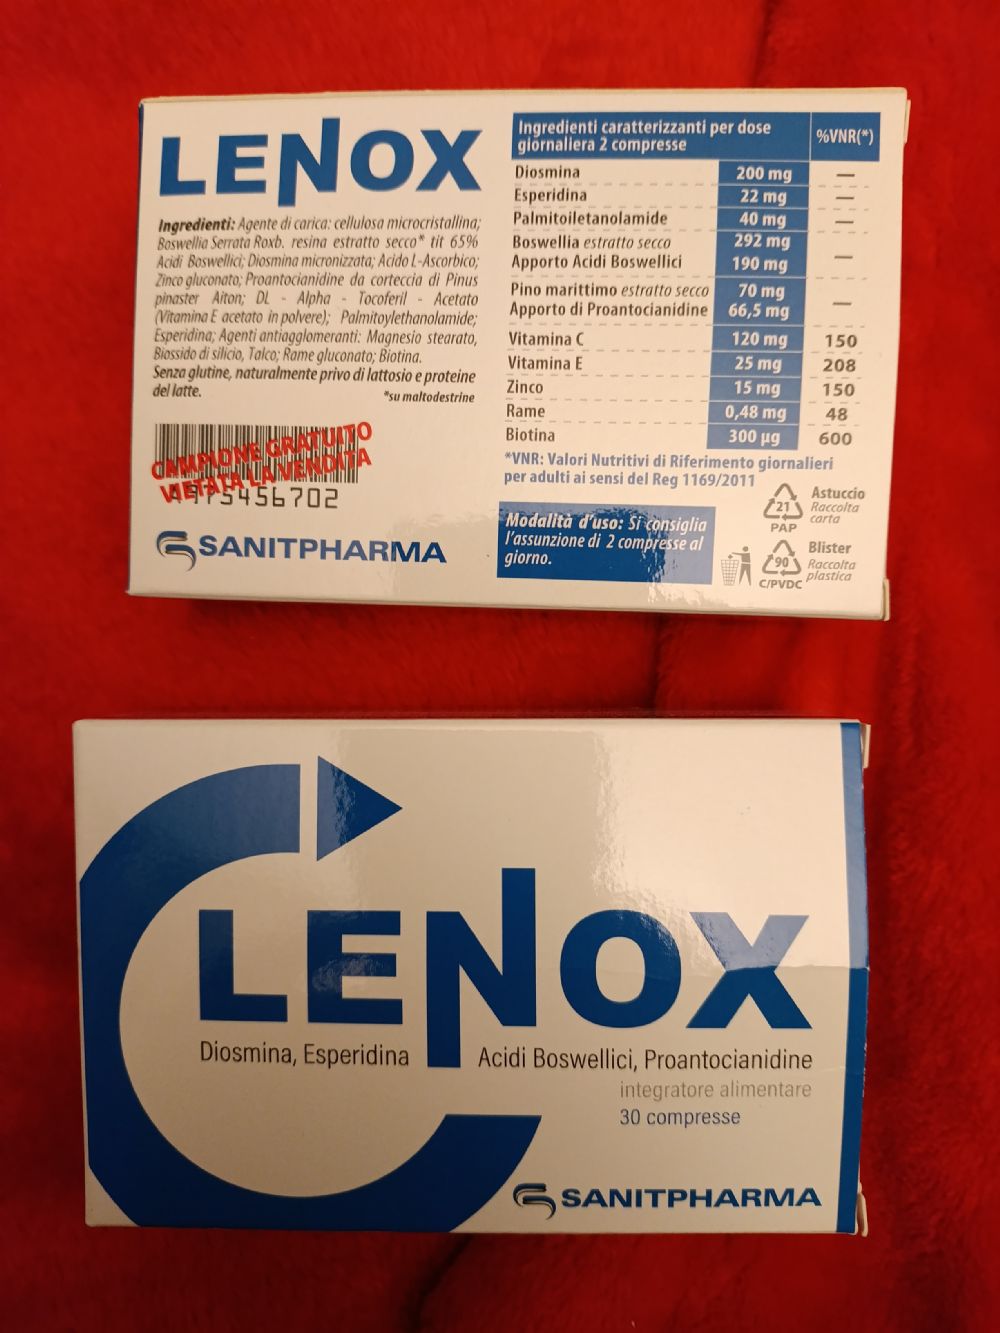 LENOX
Ingredienti: Agente di carica: cellulosa microcristallina;
Boswellia Serrata Roxb. resina estratto secco* tit 65%
Acidi Boswellici; Diosmina micronizzata; Acido L-Ascorbico;
Zinco gluconato; Proantocianidine da corteccia di Pinus
pinaster Aiton; DL - Alpha - Tocoferil - Acetato
(Vitamina E acetato in polvere); Palmitoylethanolamide;
Esperidina; Agenti antiagglomeranti: Magnesio stearato,
Biossido di silicio, Talco; Rame gluconato; Biotina.
Senza glutine, naturalmente privo di lattosio e proteine
del latte.
*su maltodestrine
CAMPIONE GRATUITO
VIETATA LA VENDITA
A975456702
SANITPHARMA
Ingredienti caratterizzanti per dose
giornaliera 2 compresse
%VNR(*)
Diosmina 200 mg —
Esperidina 22 mg —
Palmitoiletanolamide 40 mg —
Boswellia estratto secco 292 mg
Apporto Acidi Boswellici 190 mg —
Pino marittimo estratto secco 70 mg
Apporto di Proantocianidine 66,5 mg —
Vitamina C 120 mg 150
Vitamina E 25 mg 208
Zinco 15 mg 150
Rame 0,48 mg 48
Biotina 300 µg 600
*VNR: Valori Nutritivi di Riferimento giornalieri
per adulti ai sensi del Reg 1169/2011
Modalità d'uso: Si consiglia
l'assunzione di 2 compresse al
giorno.
21
PAP
Astuccio
Raccolta
carta
90
C/PVDC
Blister
Raccolta
plastica
LENOX
Diosmina, Esperidina Acidi Boswellici, Proantocianidine
integratore alimentare
30 compresse
SANITPHARMA